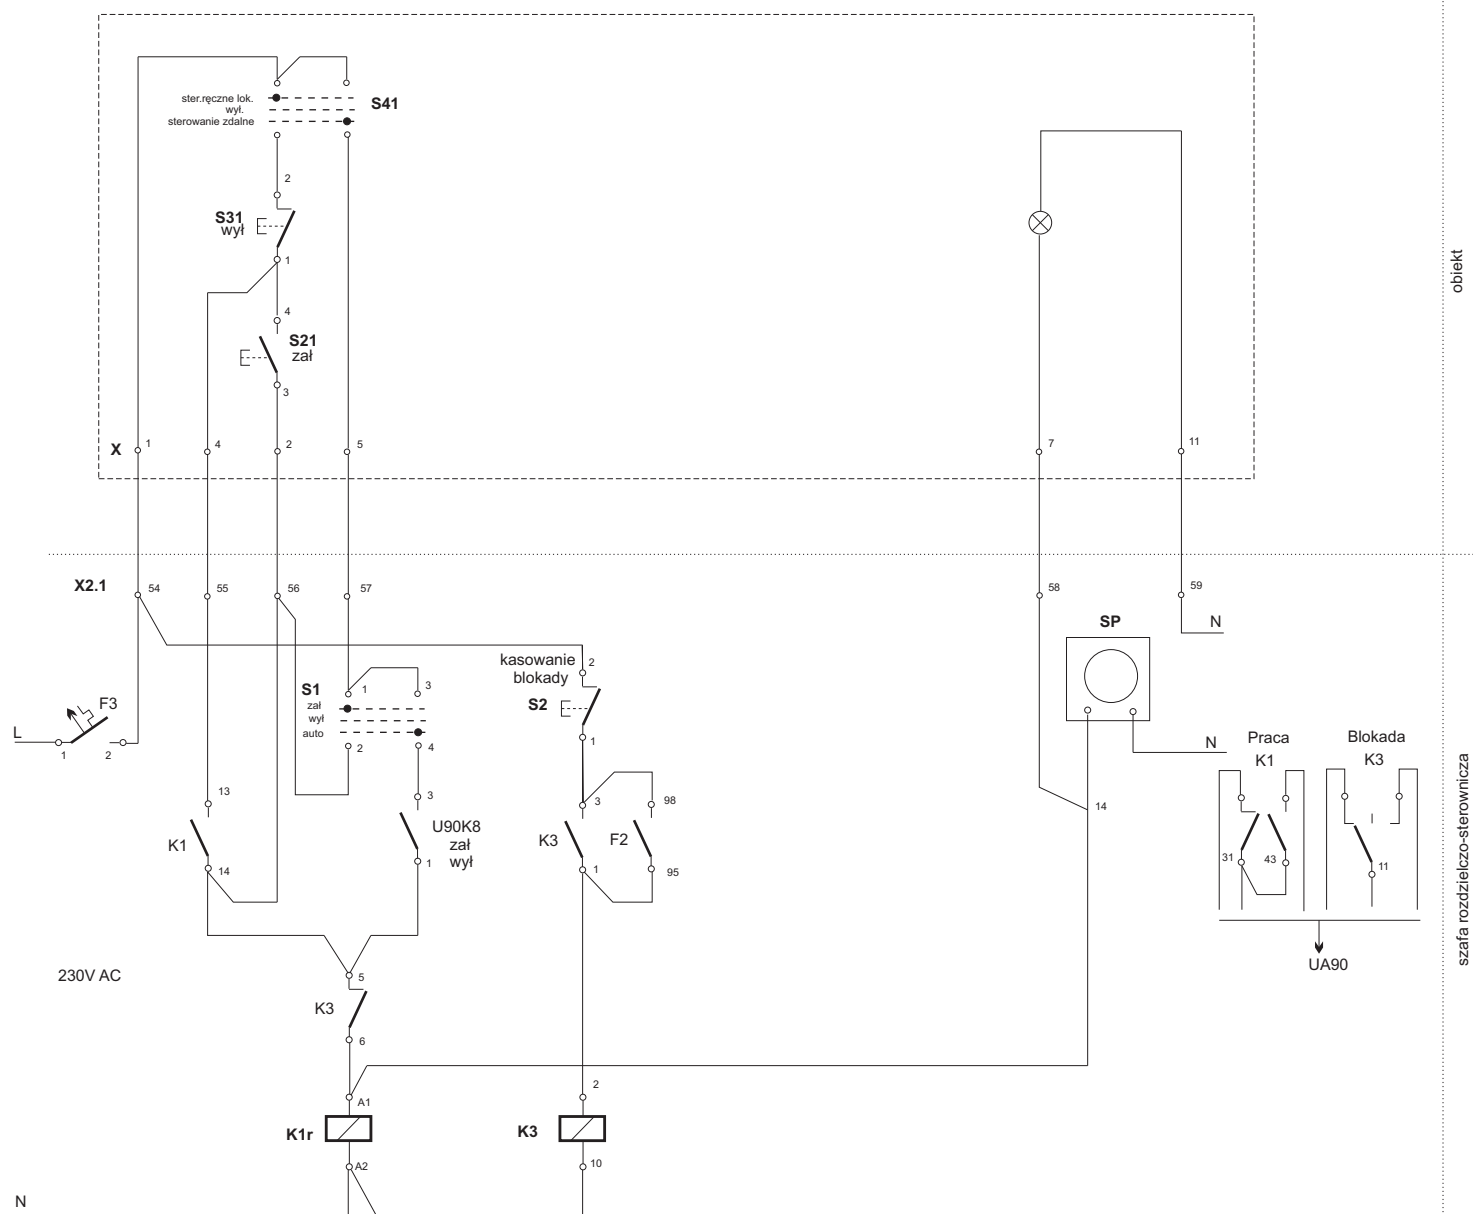 ster.ręczne lok.
wył.
sterowanie zdalne
S41
2
S31
wył
1
4
S21
zał
3
obiekt
X
1
4
2
5
7
11
X2.1
54
55
56
57
58
59
SP
N
kasowanie
blokady
2
S1
1
3
zał
wył
auto
S2
F3
L
1
2
2
4
1
N
Praca
K1
Blokada
K3
13
3
3
98
14
K1
U90K8
zał
wył
K3
F2
14
1
1
95
31
43
11
szafa rozdzielczo-sterownicza
UA90
230V AC
5
K3
6
A1
2
K1r
K3
A2
10
N